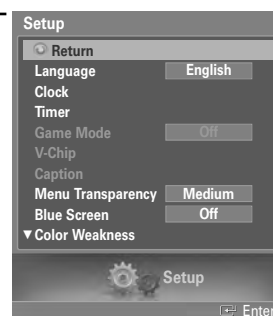 Setup
Return
Language English
Clock
Timer
Game Mode Off
V-Chip
Caption
Menu Transparency Medium
Blue Screen Off
▼ Color Weakness
Setup
Enter